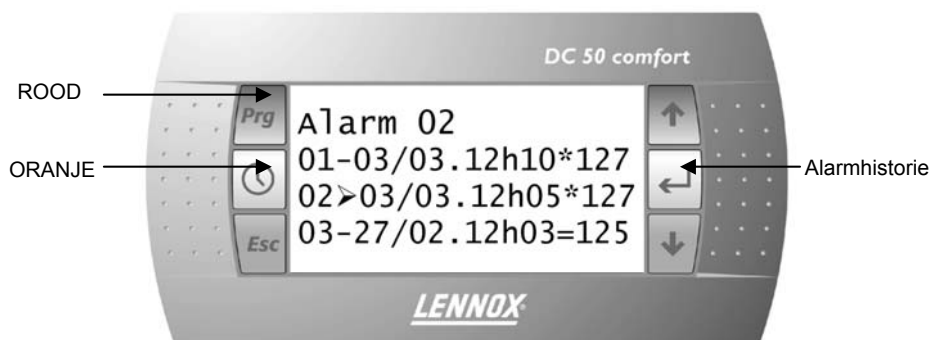 DC 50 comfort
ROOD
Prg
Alarm 02
01-03/03.12h10*127
ORANJE
Alarmhistorie
02➢03/03.12h05*127
Esc
03-27/02.12h03=125
LENNOX